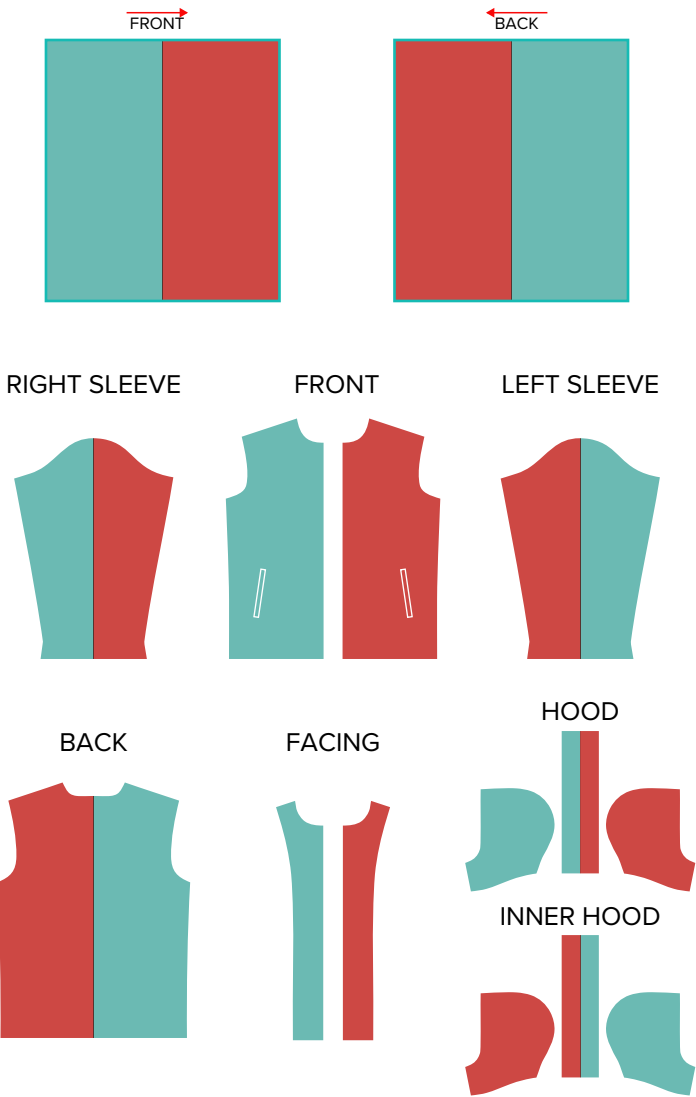 FRONT
BACK
RIGHT SLEEVE
FRONT
LEFT SLEEVE
BACK
FACING
HOOD
INNER HOOD